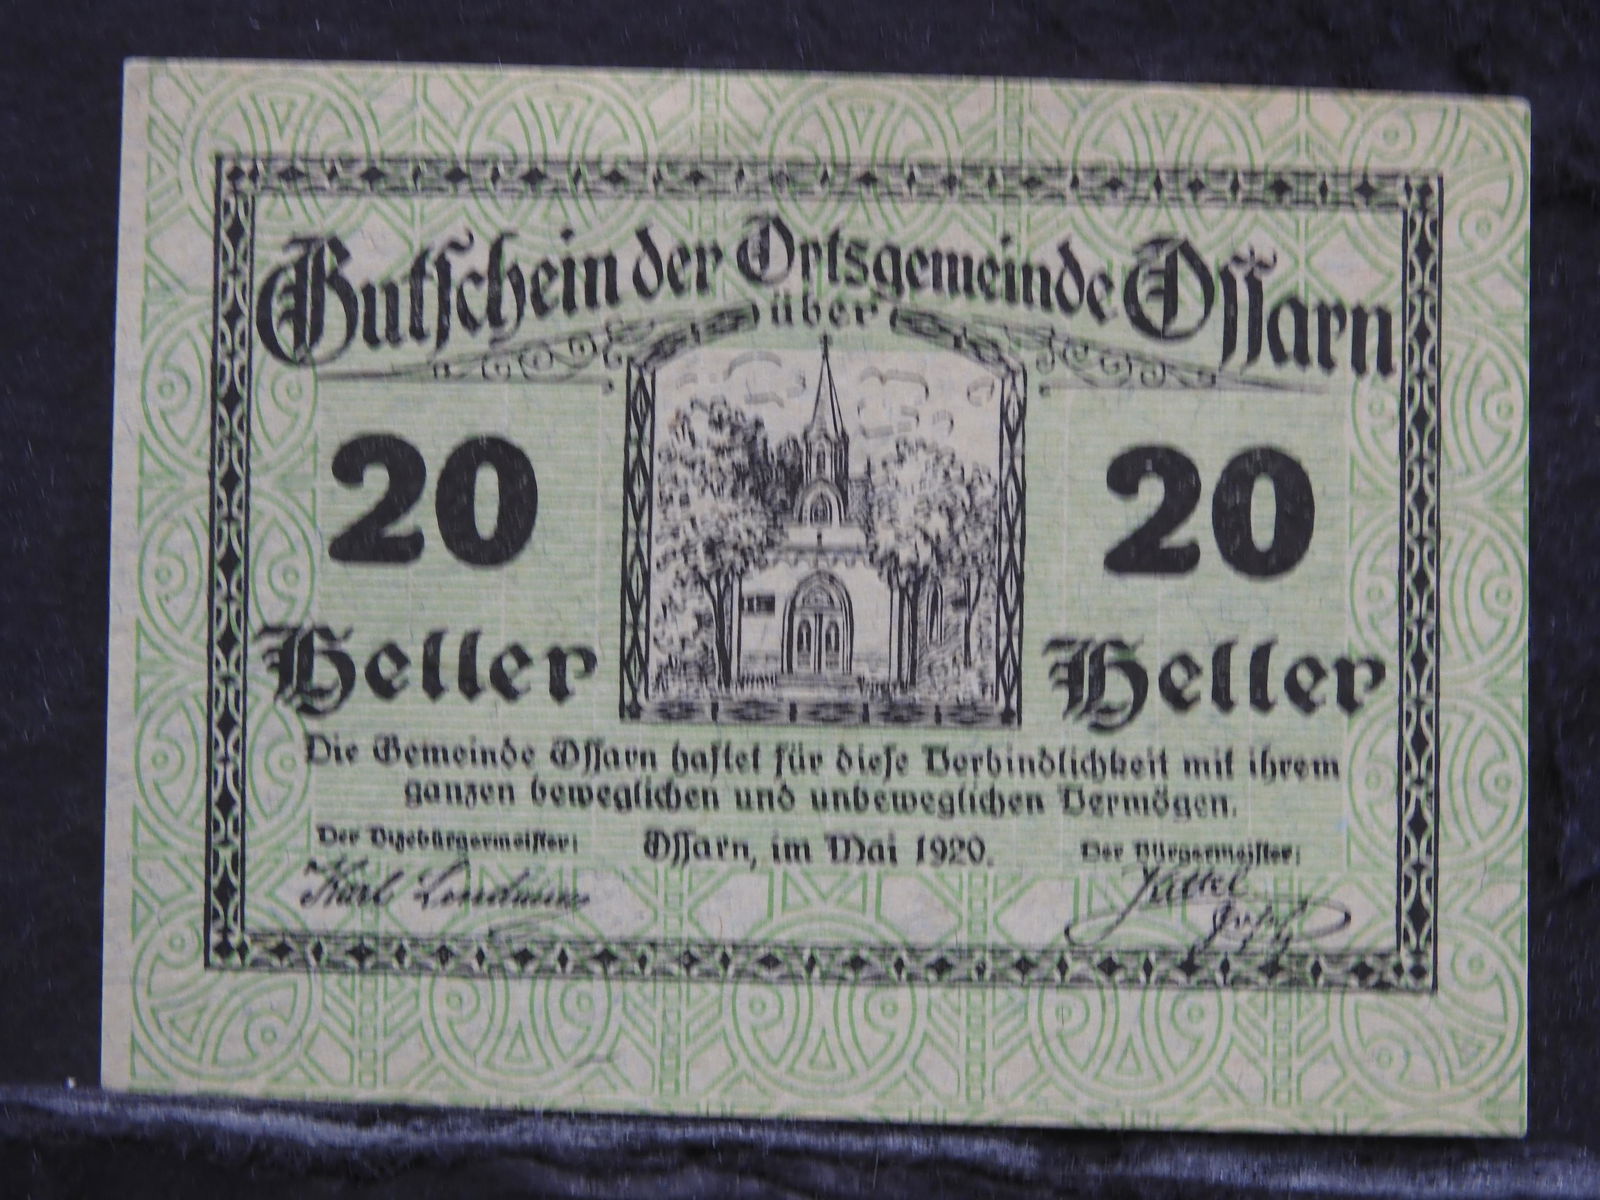 Gutschein der Ortsgemeinde Ossarn
über
20 20
Heller Heller
Die Gemeinde Ossarn haftet für diese Verbindlichkeit mit ihrem
ganzen beweglichen und unbeweglichen Vermögen.
Der Vizebürgermeister: Ossarn, im Mai 1920. Der Bürgermeister:
Karl